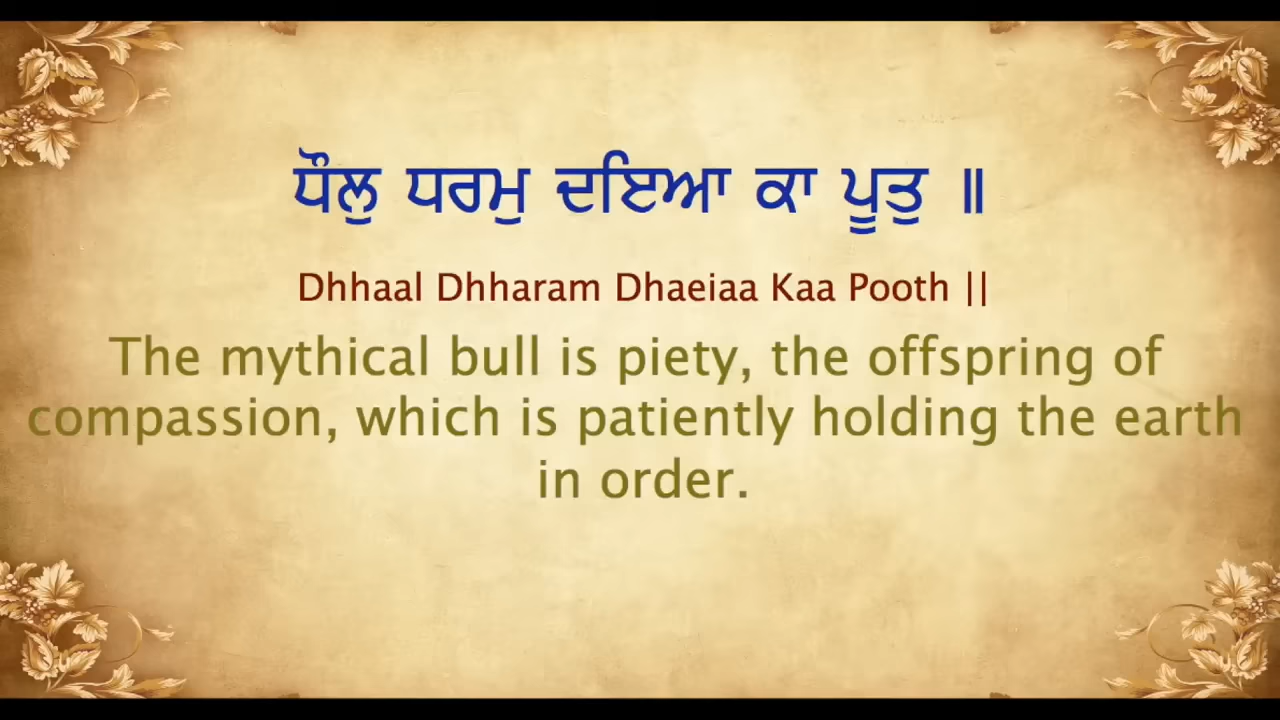 ਧੌਲੁ ਧਰਮੁ ਦਇਆ ਕਾ ਪੂਤੁ ॥
Dhhaal Dhharam Dhaeiaa Kaa Pooth ||
The mythical bull is piety, the offspring of
compassion, which is patiently holding the earth
in order.